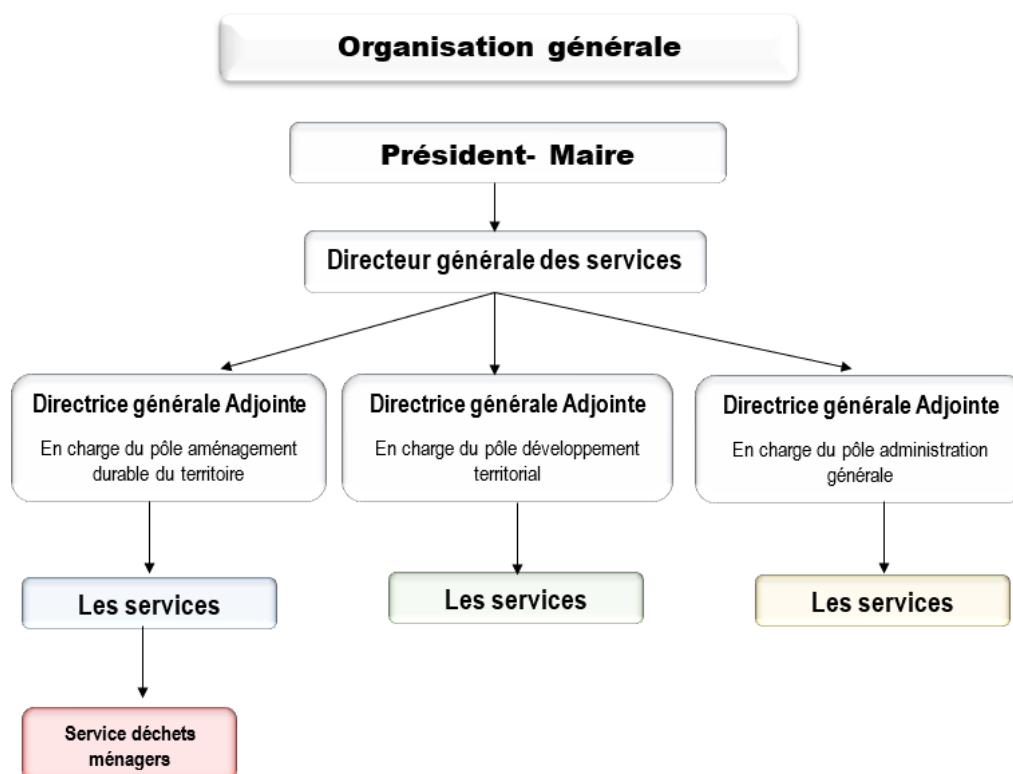 Organisation générale
Président- Maire
Directeur générale des services
Directrice générale Adjointe
En charge du pôle aménagement
durable du territoire
Directrice générale Adjointe
En charge du pôle développement
territorial
Directrice générale Adjointe
En charge du pôle administration
générale
Les services
Les services
Les services
Service déchets
ménagers